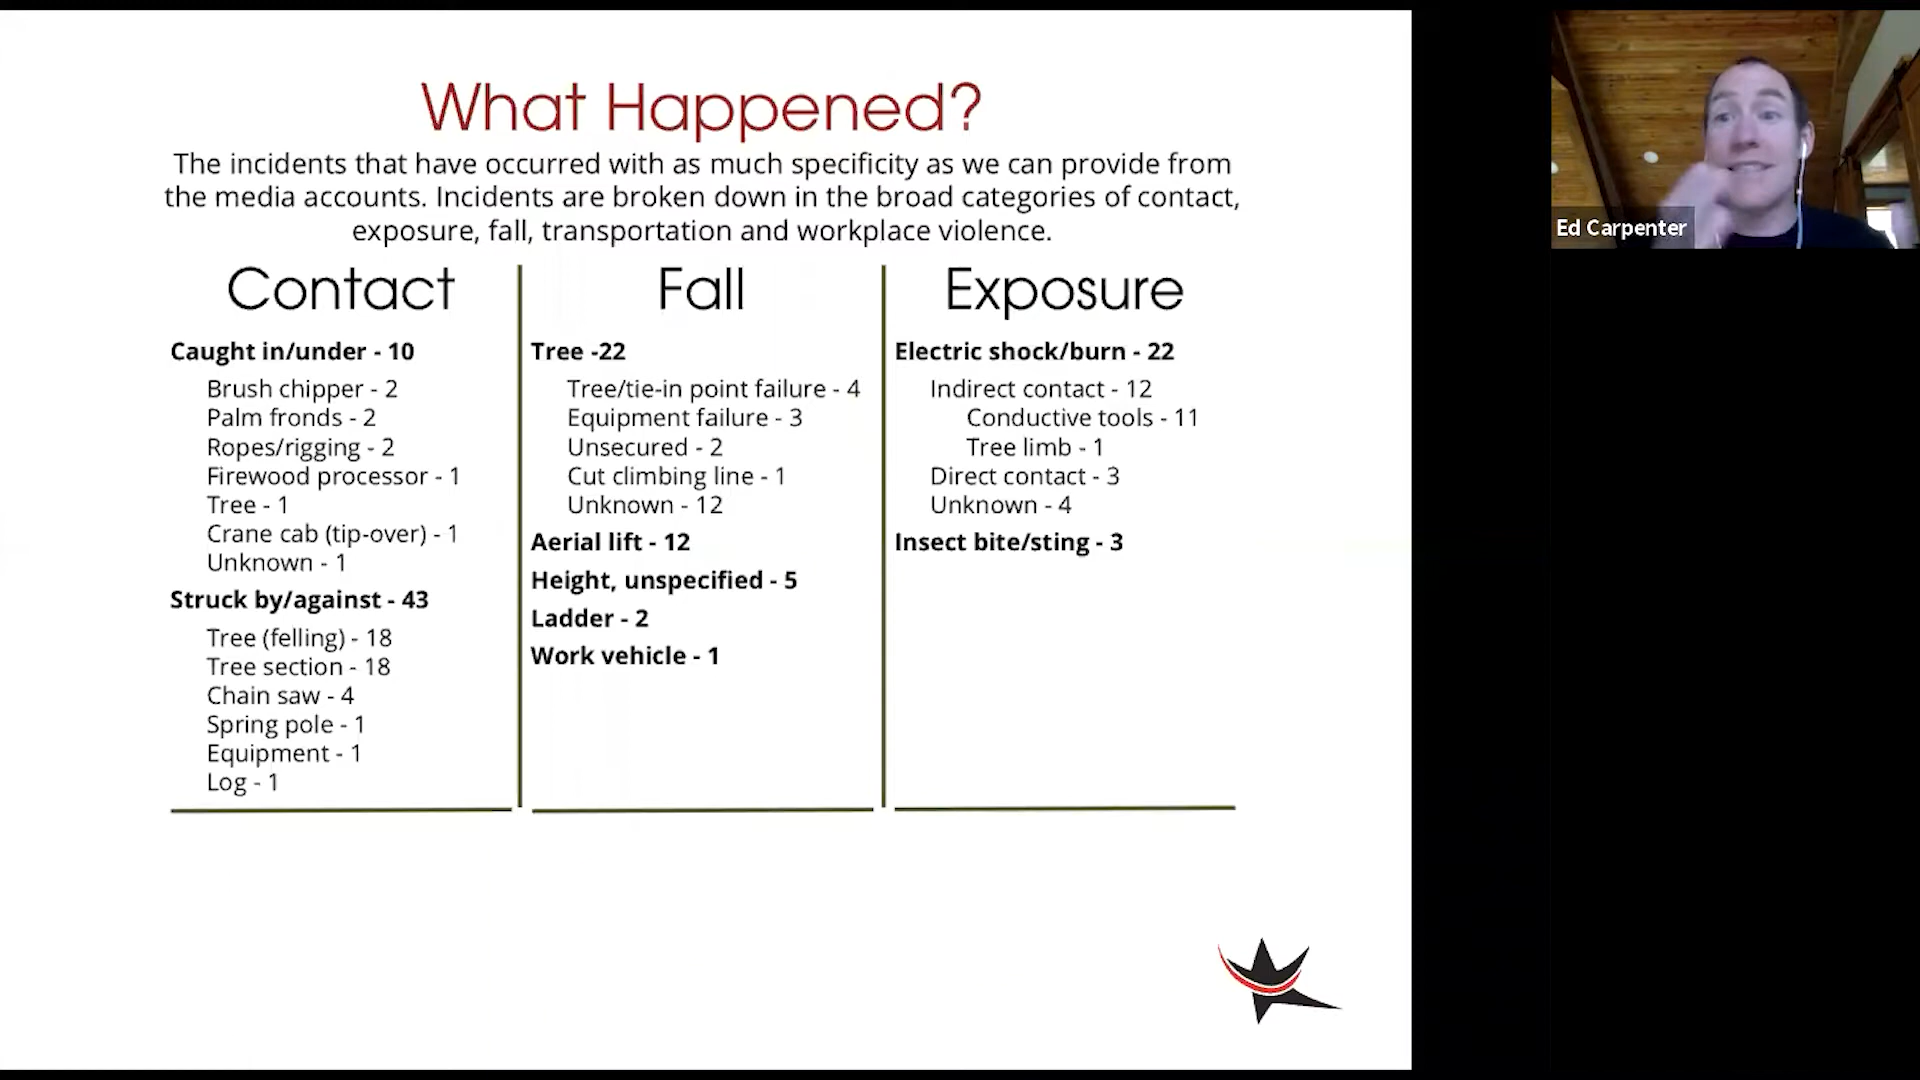 What Happened?
The incidents that have occurred with as much specificity as we can provide from
the media accounts. Incidents are broken down in the broad categories of contact,
exposure, fall, transportation and workplace violence.
Contact
Caught in/under - 10
Brush chipper - 2
Palm fronds - 2
Ropes/rigging - 2
Firewood processor - 1
Tree - 1
Crane cab (tip-over) - 1
Unknown - 1
Struck by/against - 43
Tree (felling) - 18
Tree section - 18
Chain saw - 4
Spring pole - 1
Equipment - 1
Log - 1
Fall
Tree -22
Tree/tie-in point failure - 4
Equipment failure - 3
Unsecured - 2
Cut climbing line - 1
Unknown - 12
Aerial lift - 12
Height, unspecified - 5
Ladder - 2
Work vehicle - 1
Exposure
Electric shock/burn - 22
Indirect contact - 12
Conductive tools - 11
Tree limb - 1
Direct contact - 3
Unknown - 4
Insect bite/sting - 3
Ed Carpenter